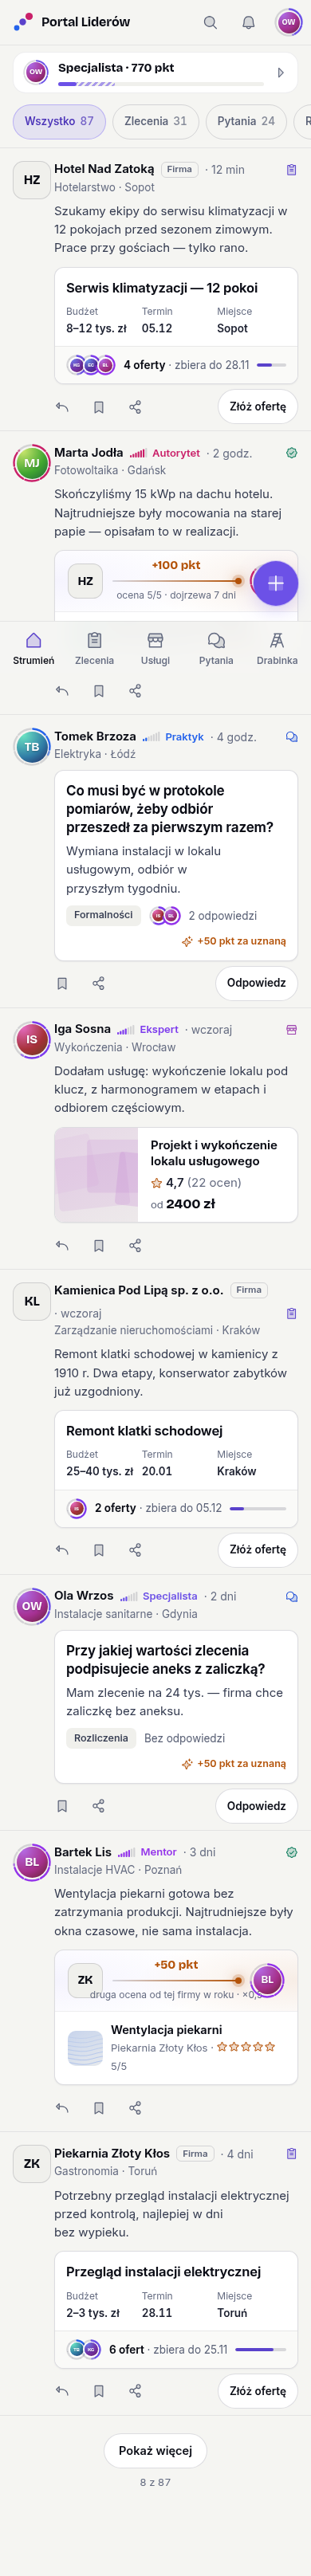 Portal Liderów
OW
OW
Specjalista · 770 pkt
Wszystko 87
Zlecenia 31
Pytania 24
HZ
Hotel Nad Zatoką Firma · 12 min
Hotelarstwo · Sopot
Szukamy ekipy do serwisu klimatyzacji w
12 pokojach przed sezonem zimowym.
Prace przy gościach — tylko rano.
Serwis klimatyzacji — 12 pokoi
Budżet Termin Miejsce
8–12 tys. zł 05.12 Sopot
4 oferty · zbiera do 28.11
Złóż ofertę
MJ
Marta Jodła Autorytet · 2 godz.
Fotowoltaika · Gdańsk
Skończyliśmy 15 kWp na dachu hotelu.
Najtrudniejsze były mocowania na starej
papie — opisałam to w realizacji.
HZ
+100 pkt
ocena 5/5 · dojrzewa 7 dni
Strumień
Zlecenia
Usługi
Pytania
Drabinka
TB
Tomek Brzoza Praktyk · 4 godz.
Elektryka · Łódź
Co musi być w protokole
pomiarów, żeby odbiór
przeszedł za pierwszym razem?
Wymiana instalacji w lokalu
usługowym, odbiór w
przyszłym tygodniu.
Formalności
IS BL
2 odpowiedzi
+50 pkt za uznaną
Odpowiedz
IS
Iga Sosna Ekspert · wczoraj
Wykończenia · Wrocław
Dodałam usługę: wykończenie lokalu pod
klucz, z harmonogramem w etapach i
odbiorem częściowym.
Projekt i wykończenie
lokalu usługowego
4,7 (22 ocen)
od 2400 zł
KL
Kamienica Pod Lipą sp. z o.o. Firma
· wczoraj
Zarządzanie nieruchomościami · Kraków
Remont klatki schodowej w kamienicy z
1910 r. Dwa etapy, konserwator zabytków
już uzgodniony.
Remont klatki schodowej
Budżet Termin Miejsce
25–40 tys. zł 20.01 Kraków
2 oferty · zbiera do 05.12
Złóż ofertę
OW
Ola Wrzos Specjalista · 2 dni
Instalacje sanitarne · Gdynia
Przy jakiej wartości zlecenia
podpisujecie aneks z zaliczką?
Mam zlecenie na 24 tys. — firma chce
zaliczkę bez aneksu.
Rozliczenia
Bez odpowiedzi
+50 pkt za uznaną
Odpowiedz
BL
Bartek Lis Mentor · 3 dni
Instalacje HVAC · Poznań
Wentylacja piekarni gotowa bez
zatrzymania produkcji. Najtrudniejsze były
okna czasowe, nie sama instalacja.
ZK
+50 pkt
BL
druga ocena od tej firmy w roku · ×0,5
Wentylacja piekarni
Piekarnia Złoty Kłos ·
5/5
ZK
Piekarnia Złoty Kłos Firma · 4 dni
Gastronomia · Toruń
Potrzebny przegląd instalacji elektrycznej
przed kontrolą, najlepiej w dni
bez wypieku.
Przegląd instalacji elektrycznej
Budżet Termin Miejsce
2–3 tys. zł 28.11 Toruń
6 ofert · zbiera do 25.11
Złóż ofertę
Pokaż więcej
8 z 87